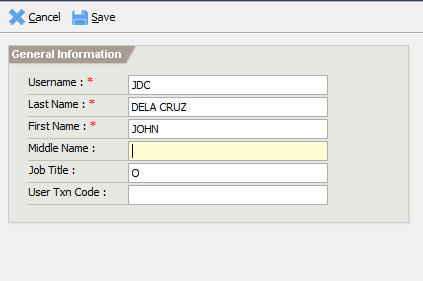 Cancel Save
General Information
Username : * JDC
Last Name : * DELA CRUZ
First Name : * JOHN
Middle Name :
Job Title : O
User Txn Code :